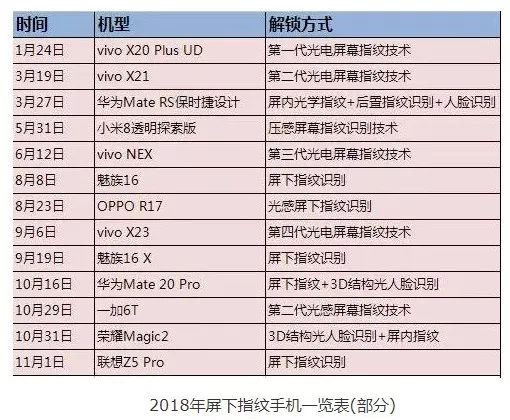 时间 机型 解锁方式
1月24日 vivo X20 Plus UD 第一代光电屏幕指纹技术
3月19日 vivo X21 第二代光电屏幕指纹技术
3月27日 华为Mate RS保时捷设计 屏内光学指纹+后置指纹识别+人脸识别
5月31日 小米8透明探索版 压感屏幕指纹识别技术
6月12日 vivo NEX 第三代光电屏幕指纹技术
8月8日 魅族16 屏下指纹识别
8月23日 OPPO R17 光感屏下指纹识别
9月6日 vivo X23 第四代光电屏幕指纹技术
9月19日 魅族16 X 屏下指纹识别
10月16日 华为Mate 20 Pro 屏下指纹+3D结构光人脸识别
10月29日 一加6T 第二代光感屏幕指纹技术
10月31日 荣耀Magic2 3D结构光人脸识别+屏内指纹
11月1日 联想Z5 Pro 屏下指纹识别
2018年屏下指纹手机一览表(部分)